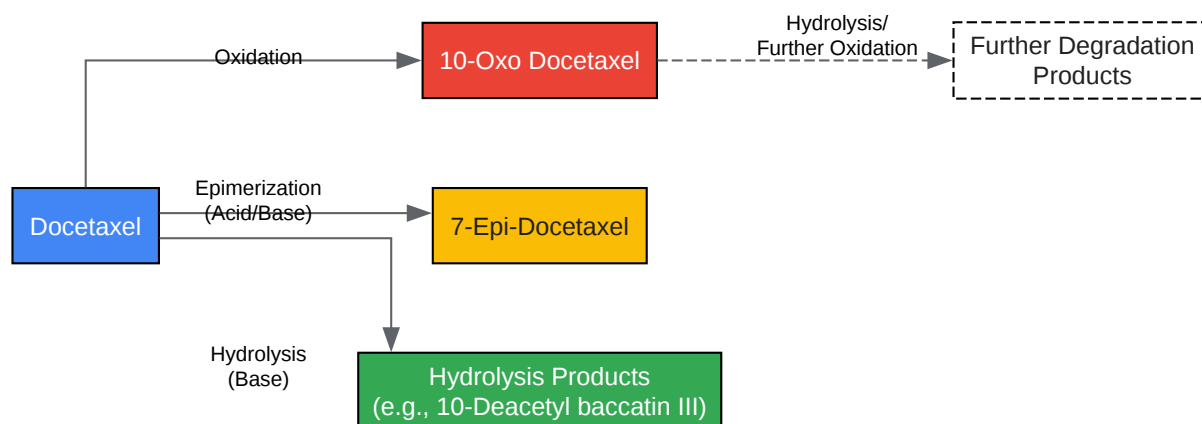 Oxidation
10-Oxo Docetaxel
Hydrolysis/
Further Oxidation
Further Degradation
Products
Docetaxel
Epimerization
(Acid/Base)
7-Epi-Docetaxel
Hydrolysis
(Base)
Hydrolysis Products
(e.g., 10-Deacetyl baccatin III)